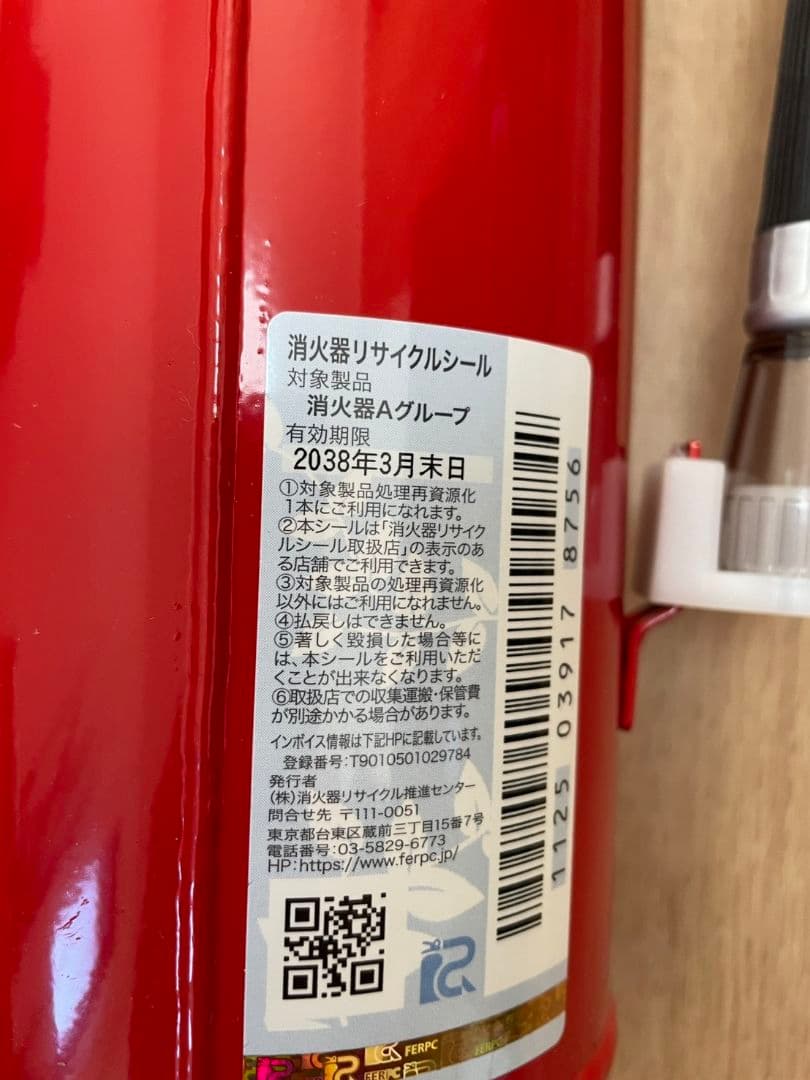 消火器リサイクルシール
対象製品
消火器Aグループ
有効期限
2038年3月末日
①対象製品処理再資源化
1本にご利用になれます。
②本シールは「消火器リサイク
ルシール取扱店」の表示のあ
る店舗でご利用できます。
③対象製品の処理再資源化
以外にはご利用になれません。
④払戻しはできません。
⑤著しく毀損した場合等に
は、本シールをご利用いただ
くことが出来なくなります。
⑥取扱店での収集運搬・保管費
が別途かかる場合があります。
インボイス情報は下記HPに記載しています。
登録番号:T9010501029784
発行者
(株)消火器リサイクル推進センター
問合せ先 〒111-0051
東京都台東区蔵前三丁目15番7号
電話番号:03-5829-6773
HP:https://www.ferpc.jp/
1125 03917 8756
FERPC
FERPC
FERPC